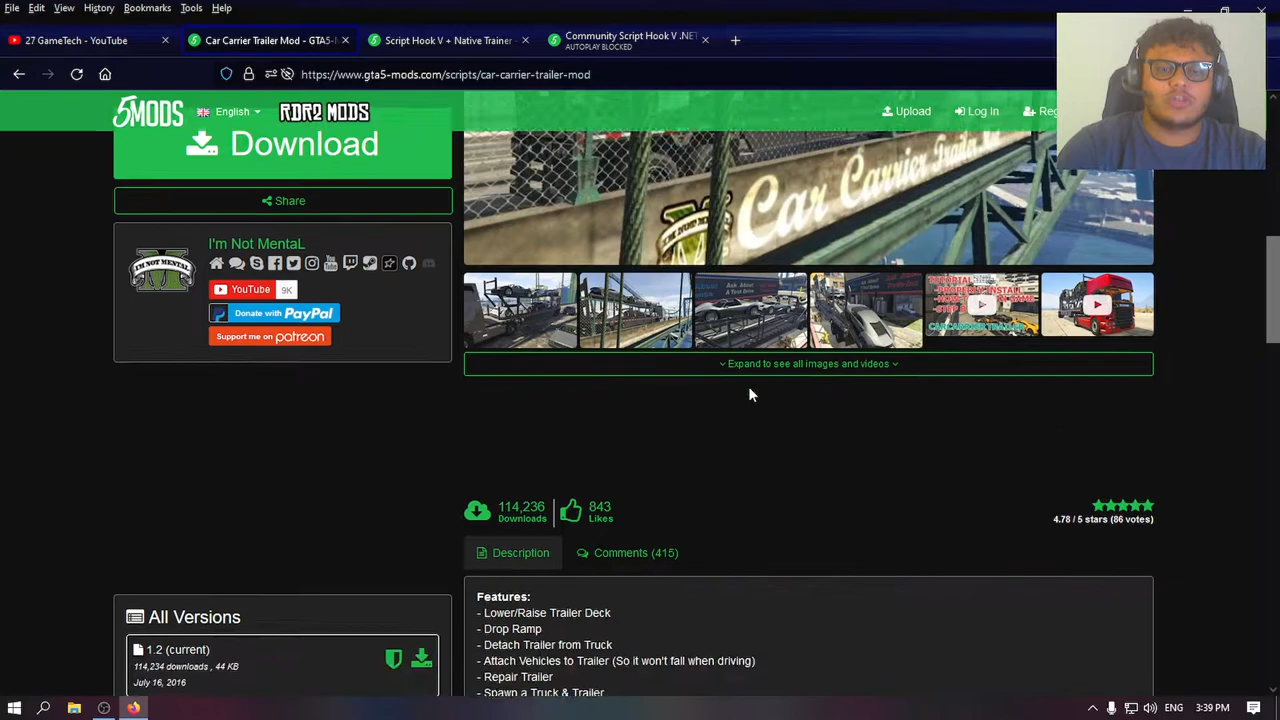 File Edit View History Bookmarks Tools Help
27 GameTech - YouTube
Car Carrier Trailer Mod - GTA5-
Script Hook V + Native Trainer -
Community Script Hook V .NET
AUTOPLAY BLOCKED
https://www.gta5-mods.com/scripts/car-carrier-trailer-mod
5MODS
English
RDR2 MODS
Upload
Log In
Reg
Download
Share
Car Carrier Trailer
I'M NOT MENTAL
I'm Not MentaL
YouTube 9K
Donate with PayPal
Support me on patreon
Expand to see all images and videos
114,236
Downloads
843
Likes
4.78 / 5 stars (86 votes)
Description
Comments (415)
All Versions
1.2 (current)
114,234 downloads , 44 KB
July 16, 2016
Features:
- Lower/Raise Trailer Deck
- Drop Ramp
- Detach Trailer from Truck
- Attach Vehicles to Trailer (So it won't fall when driving)
- Repair Trailer
- Spawn a Truck & Trailer
ENG
3:39 PM